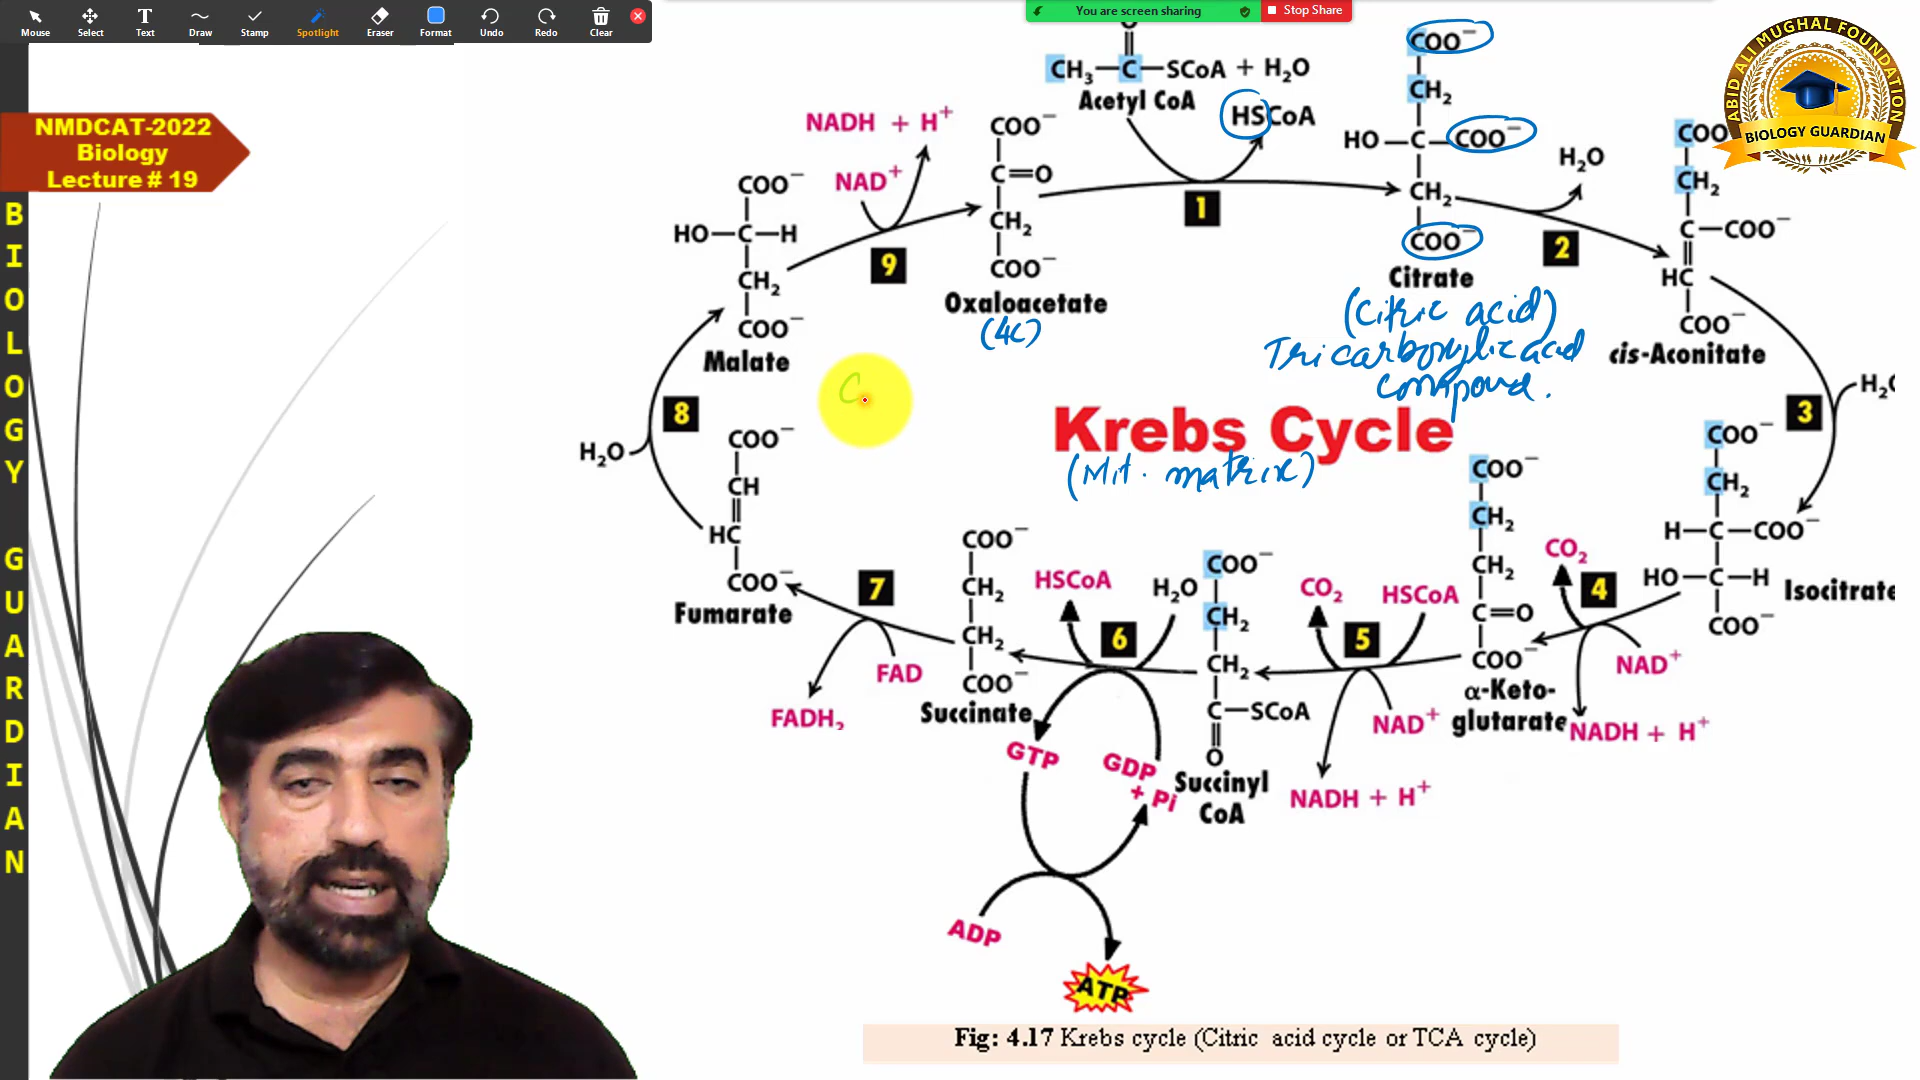 Mouse
Select
Text
Draw
Stamp
Spotlight
Eraser
Format
Undo
Redo
Clear
You are screen sharing
Stop Share
ABID ALI MUGHAL FOUNDATION
BIOLOGY GUARDIAN
NMDCAT-2022
Biology
Lecture # 19
BIOLOGY GUARDIAN
CH₃—C—SCoA + H₂O
Acetyl CoA
HSCoA
1
COO⁻
CH₂
HO—C—COO⁻
CH₂
COO⁻
Citrate
(Citric acid)
Tricarboxylic acid
compound.
H₂O
2
COO
CH₂
C—COO⁻
HC
COO⁻
cis-Aconitate
3
COO⁻
CH₂
H—C—COO⁻
HO—C—H
COO⁻
Isocitrate
CO₂
4
NAD⁺
NADH + H⁺
COO⁻
CH₂
CH₂
C=O
COO⁻
α-Keto-
glutarate
CO₂
HSCoA
5
NAD⁺
NADH + H⁺
COO⁻
CH₂
CH₂
C—SCoA
O
Succinyl
CoA
HSCoA
H₂O
6
GTP
GDP
+ Pi
ADP
ATP
COO⁻
CH₂
CH₂
COO⁻
Succinate
7
FAD
FADH₂
COO⁻
CH
HC
COO⁻
Fumarate
H₂O
8
COO⁻
HO—C—H
CH₂
COO⁻
Malate
NADH + H⁺
NAD⁺
9
COO⁻
C=O
CH₂
COO⁻
Oxaloacetate
(4C)
C
Krebs Cycle
(Mit. matrix)
Fig: 4.17 Krebs cycle (Citric acid cycle or TCA cycle)